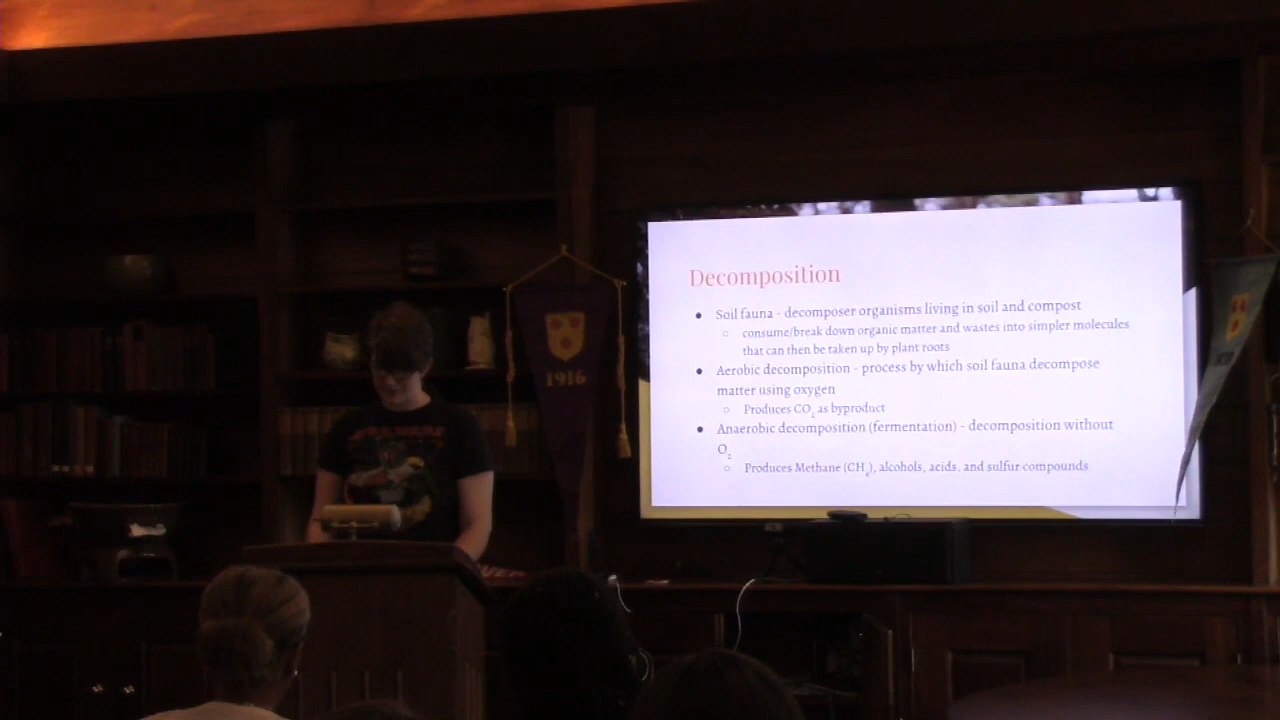 Decomposition
● Soil fauna - decomposer organisms living in soil and compost
○ consume/break down organic matter and wastes into simpler molecules
that can then be taken up by plant roots
● Aerobic decomposition - process by which soil fauna decompose
matter using oxygen
○ Produces CO₂ as byproduct
● Anaerobic decomposition (fermentation) - decomposition without
O₂
○ Produces Methane (CH₄), alcohols, acids, and sulfur compounds
1916